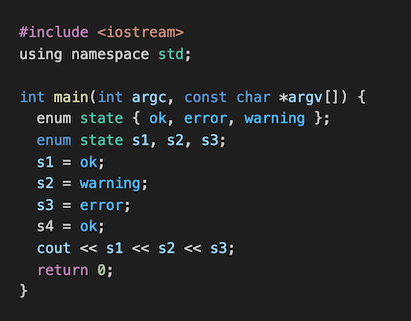 #include <iostream>
using namespace std;
int main(int argc, const char *argv[]) {
enum state { ok, error, warning };
enum state s1, s2, s3;
s1 = ok;
s2 = warning;
s3 = error;
s4 = ok;
cout << s1 << s2 << s3;
return 0;
}